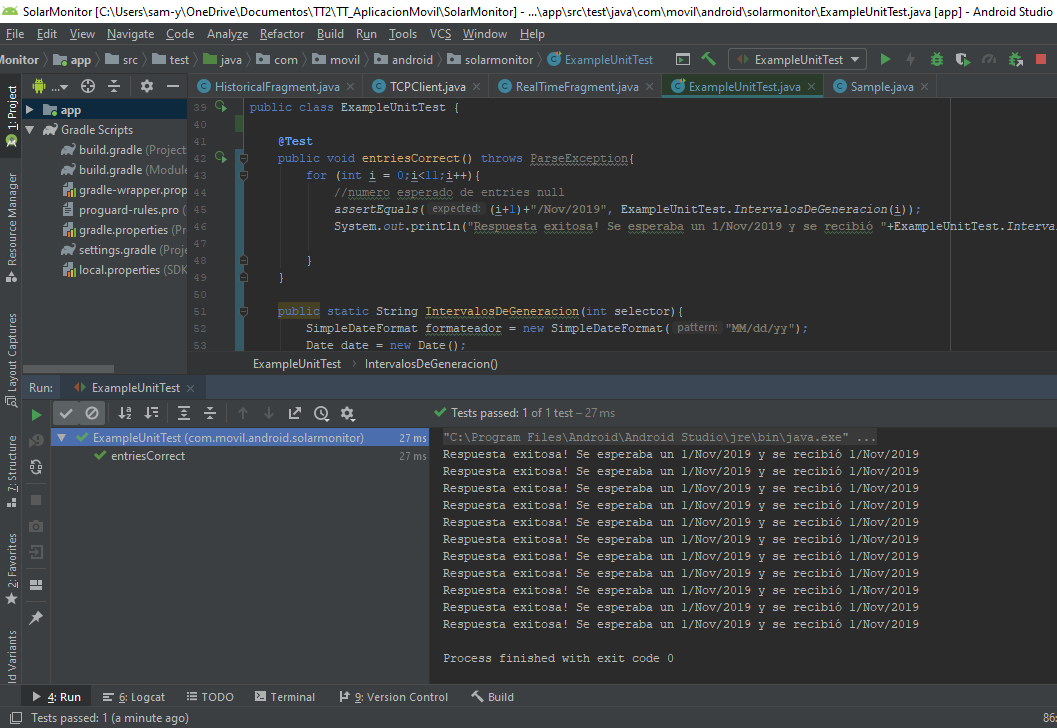 SolarMonitor [C:\Users\sam-y\OneDrive\Documentos\TT2\TT_AplicacionMovil\SolarMonitor] - ...\app\src\test\java\com\movil\android\solarmonitor\ExampleUnitTest.java [app] - Android Studio
File Edit View Navigate Code Analyze Refactor Build Run Tools VCS Window Help
Monitor app src test java com movil android solarmonitor ExampleUnitTest ExampleUnitTest
1: Project
HistoricalFragment.java TCPClient.java RealTimeFragment.java ExampleUnitTest.java Sample.java
app
Gradle Scripts
build.gradle (Project
build.gradle (Module
gradle-wrapper.prop
proguard-rules.pro (
gradle.properties (Pr
settings.gradle (Proje
local.properties (SDK
Resource Manager
Layout Captures
7: Structure
2: Favorites
ld Variants
39 public class ExampleUnitTest {
40
41 @Test
42 public void entriesCorrect() throws ParseException{
43 for (int i = 0;i<11;i++){
44 //numero esperado de entries null
45 assertEquals( expected: (i+1)+"/Nov/2019", ExampleUnitTest.IntervalosDeGeneracion(i));
46 System.out.println("Respuesta exitosa! Se esperaba un 1/Nov/2019 y se recibió "+ExampleUnitTest.Interva
47
48 }
49 }
50
51 public static String IntervalosDeGeneracion(int selector){
52 SimpleDateFormat formateador = new SimpleDateFormat( pattern: "MM/dd/yy");
53 Date date = new Date();
ExampleUnitTest IntervalosDeGeneracion()
Run: ExampleUnitTest
Tests passed: 1 of 1 test – 27 ms
ExampleUnitTest (com.movil.android.solarmonitor) 27 ms
entriesCorrect 27 ms
"C:\Program Files\Android\Android Studio\jre\bin\java.exe" ...
Respuesta exitosa! Se esperaba un 1/Nov/2019 y se recibió 1/Nov/2019
Respuesta exitosa! Se esperaba un 1/Nov/2019 y se recibió 1/Nov/2019
Respuesta exitosa! Se esperaba un 1/Nov/2019 y se recibió 1/Nov/2019
Respuesta exitosa! Se esperaba un 1/Nov/2019 y se recibió 1/Nov/2019
Respuesta exitosa! Se esperaba un 1/Nov/2019 y se recibió 1/Nov/2019
Respuesta exitosa! Se esperaba un 1/Nov/2019 y se recibió 1/Nov/2019
Respuesta exitosa! Se esperaba un 1/Nov/2019 y se recibió 1/Nov/2019
Respuesta exitosa! Se esperaba un 1/Nov/2019 y se recibió 1/Nov/2019
Respuesta exitosa! Se esperaba un 1/Nov/2019 y se recibió 1/Nov/2019
Respuesta exitosa! Se esperaba un 1/Nov/2019 y se recibió 1/Nov/2019
Respuesta exitosa! Se esperaba un 1/Nov/2019 y se recibió 1/Nov/2019
Process finished with exit code 0
4: Run 6: Logcat TODO Terminal 9: Version Control Build
Tests passed: 1 (a minute ago) 86: